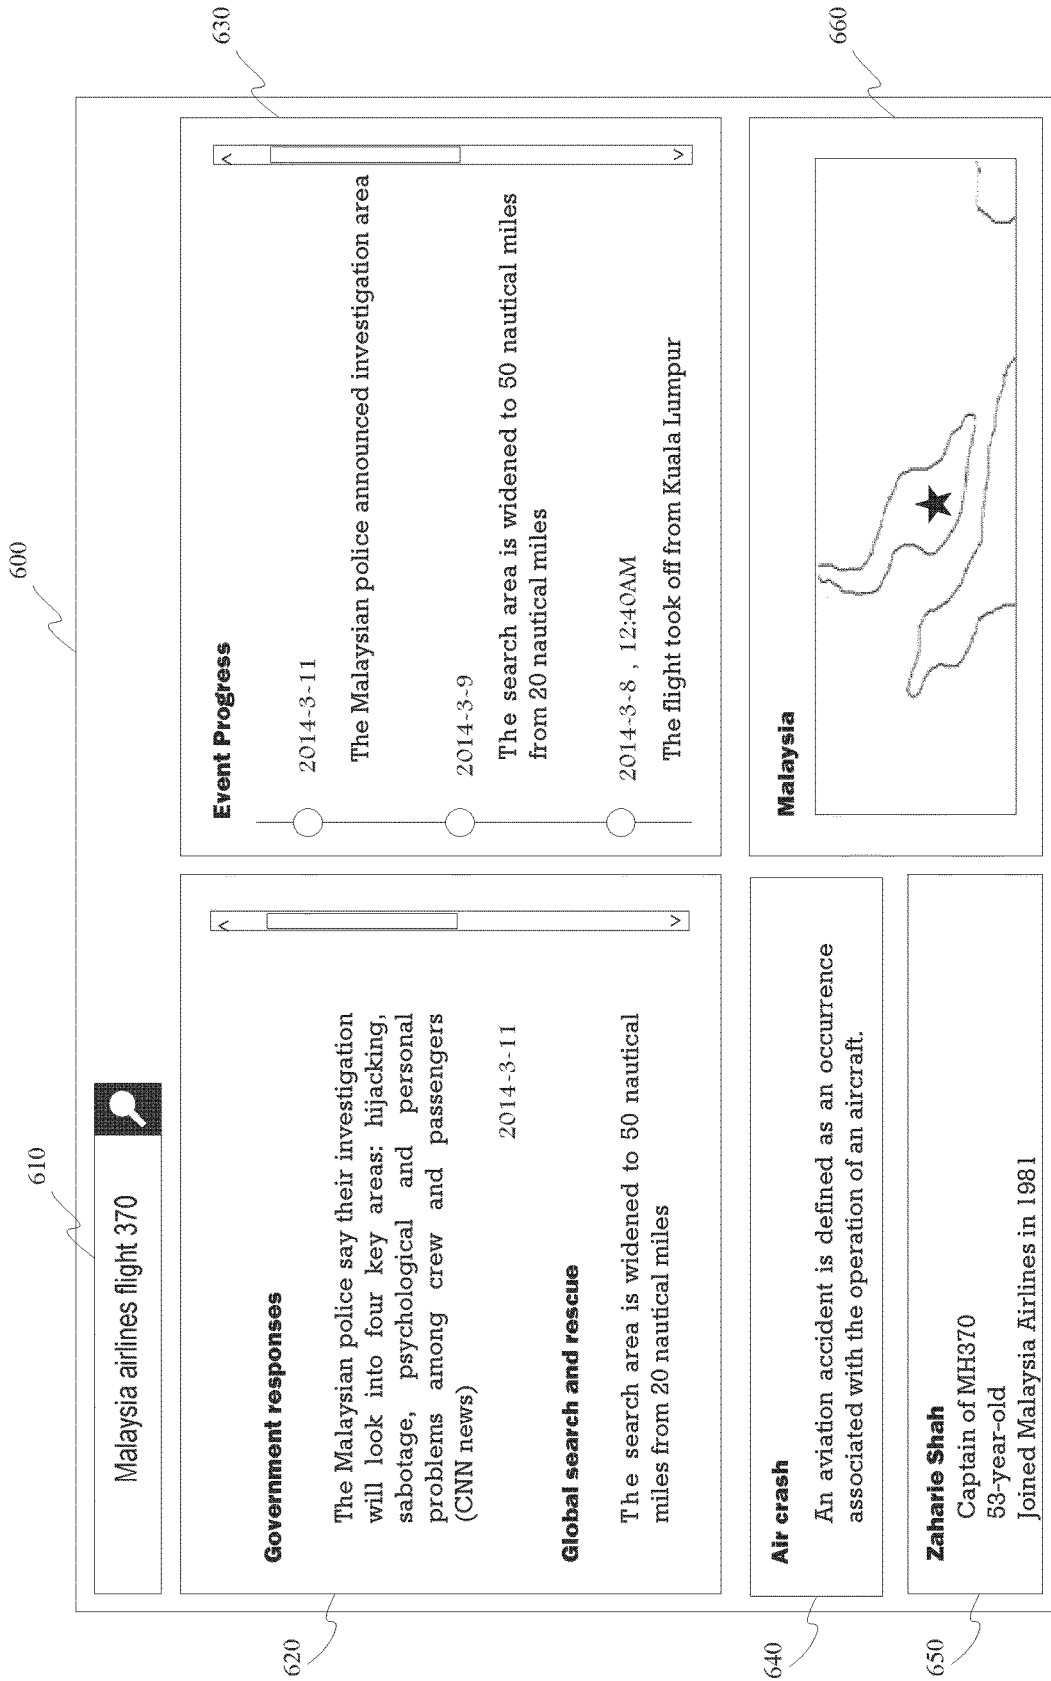 600
610
Malaysia airlines flight 370
620
Government responses
The Malaysian police say their investigation
will look into four key areas: hijacking,
sabotage, psychological and personal
problems among crew and passengers
(CNN news)
2014-3-11
Global search and rescue
The search area is widened to 50 nautical
miles from 20 nautical miles
630
Event Progress
2014-3-11
The Malaysian police announced investigation area
2014-3-9
The search area is widened to 50 nautical miles
from 20 nautical miles
2014-3-8 , 12:40AM
The flight took off from Kuala Lumpur
640
Air crash
An aviation accident is defined as an occurrence
associated with the operation of an aircraft.
650
Zaharie Shah
Captain of MH370
53-year-old
Joined Malaysia Airlines in 1981
660
Malaysia